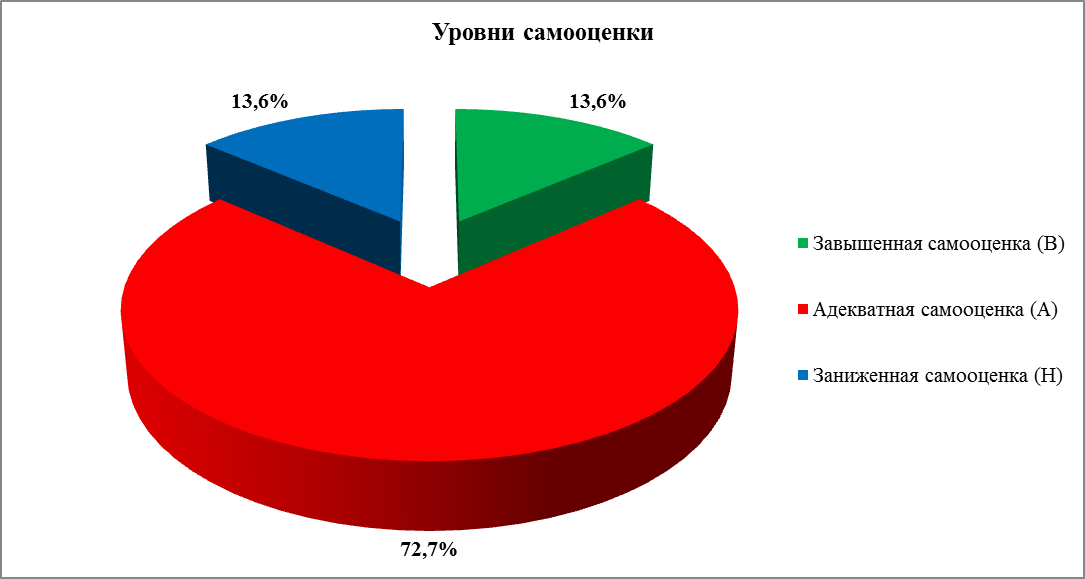 Уровни самооценки
13,6%
13,6%
Завышенная самооценка (В)
Адекватная самооценка (А)
Заниженная самооценка (Н)
72,7%